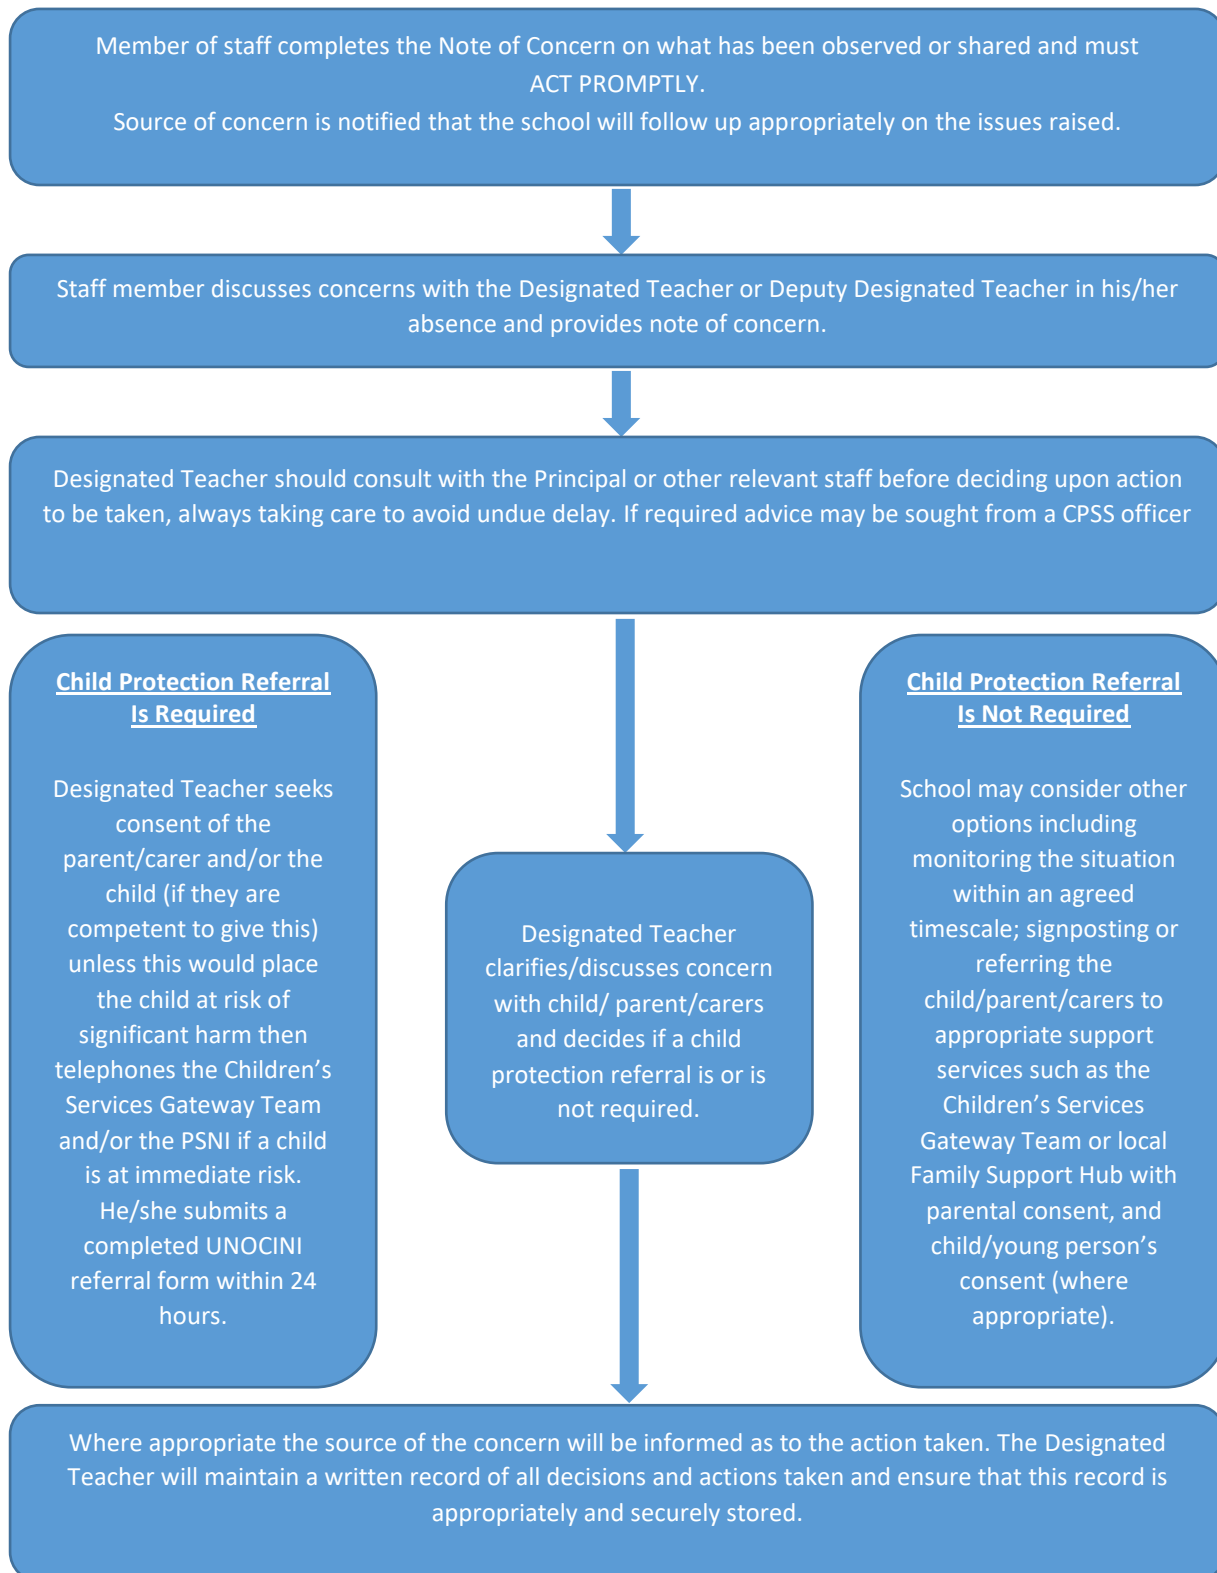 Member of staff completes the Note of Concern on what has been observed or shared and must
ACT PROMPTLY.
Source of concern is notified that the school will follow up appropriately on the issues raised.
Staff member discusses concerns with the Designated Teacher or Deputy Designated Teacher in his/her
absence and provides note of concern.
Designated Teacher should consult with the Principal or other relevant staff before deciding upon action
to be taken, always taking care to avoid undue delay. If required advice may be sought from a CPSS officer
Child Protection Referral
Is Required
Designated Teacher seeks
consent of the
parent/carer and/or the
child (if they are
competent to give this)
unless this would place
the child at risk of
significant harm then
telephones the Children’s
Services Gateway Team
and/or the PSNI if a child
is at immediate risk.
He/she submits a
completed UNOCINI
referral form within 24
hours.
Designated Teacher
clarifies/discusses concern
with child/ parent/carers
and decides if a child
protection referral is or is
not required.
Child Protection Referral
Is Not Required
School may consider other
options including
monitoring the situation
within an agreed
timescale; signposting or
referring the
child/parent/carers to
appropriate support
services such as the
Children’s Services
Gateway Team or local
Family Support Hub with
parental consent, and
child/young person’s
consent (where
appropriate).
Where appropriate the source of the concern will be informed as to the action taken. The Designated
Teacher will maintain a written record of all decisions and actions taken and ensure that this record is
appropriately and securely stored.